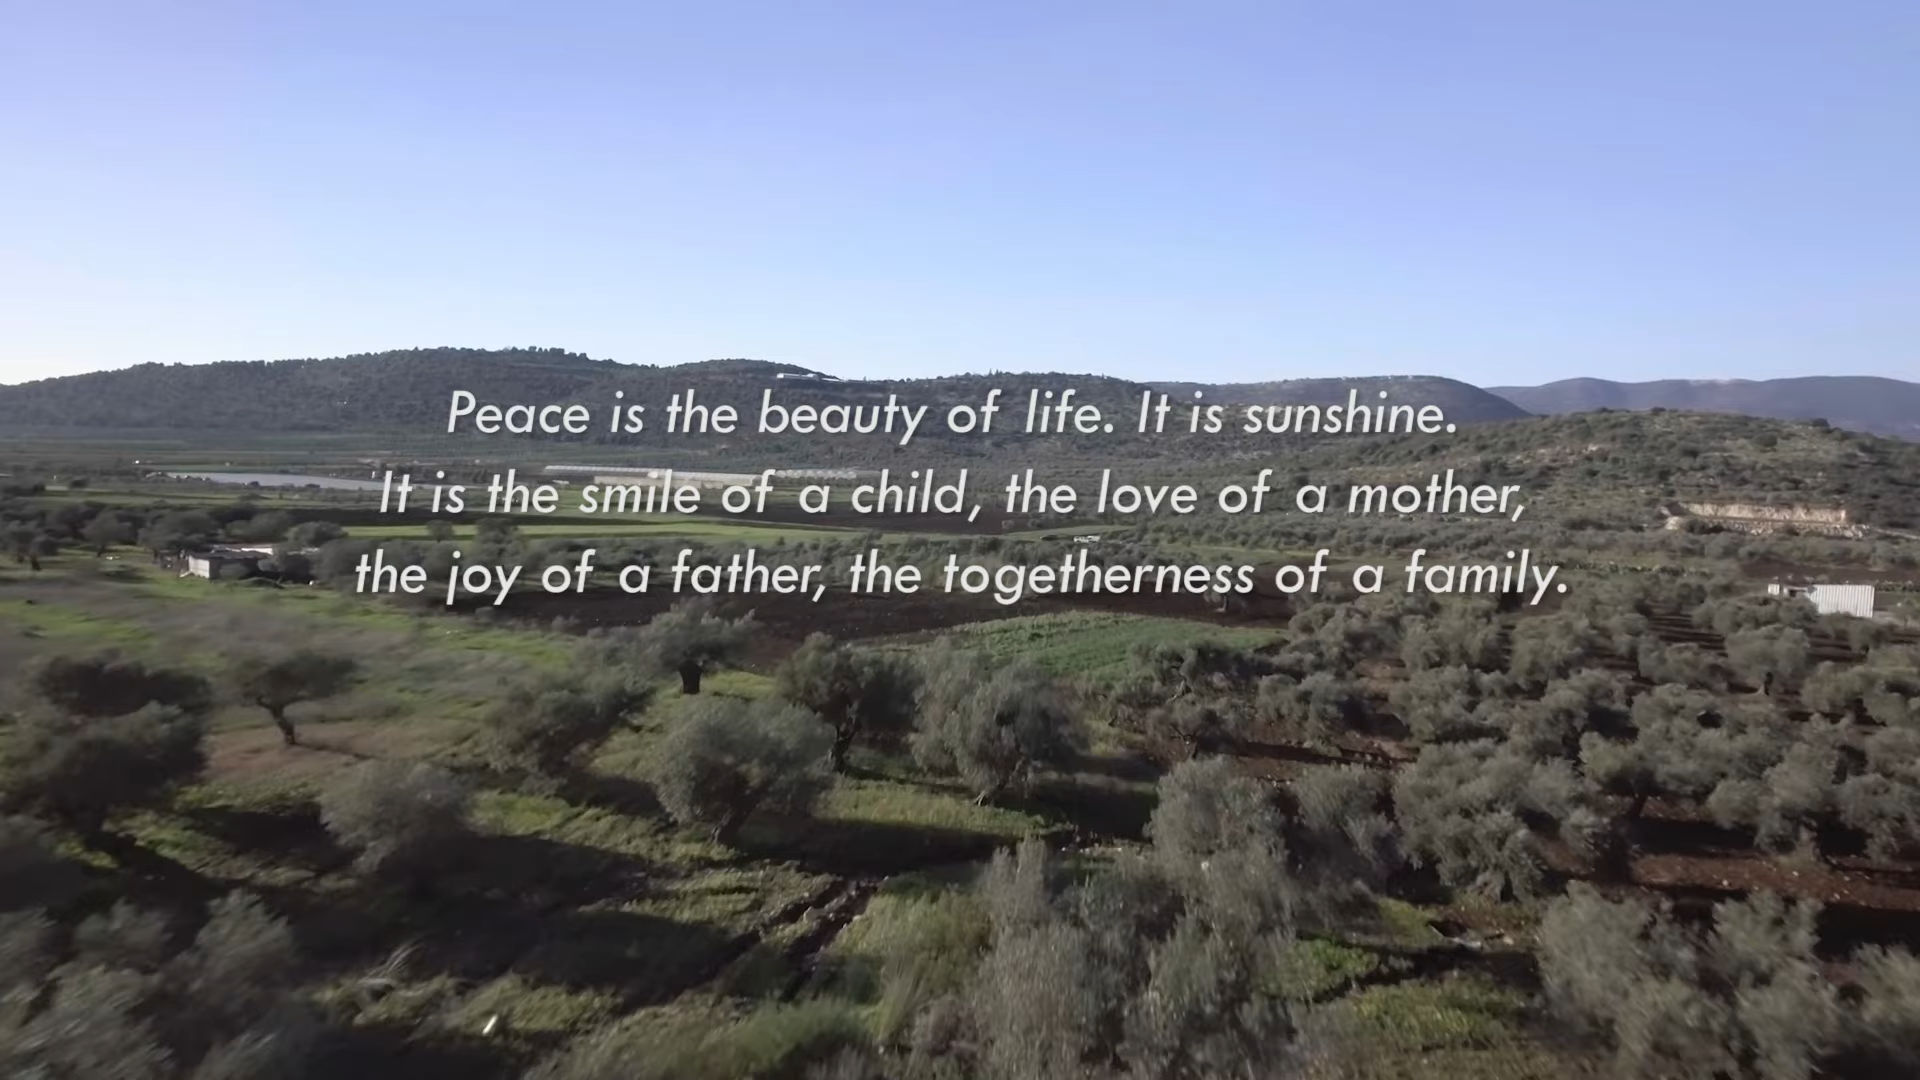 Peace is the beauty of life. It is sunshine.
It is the smile of a child, the love of a mother,
the joy of a father, the togetherness of a family.